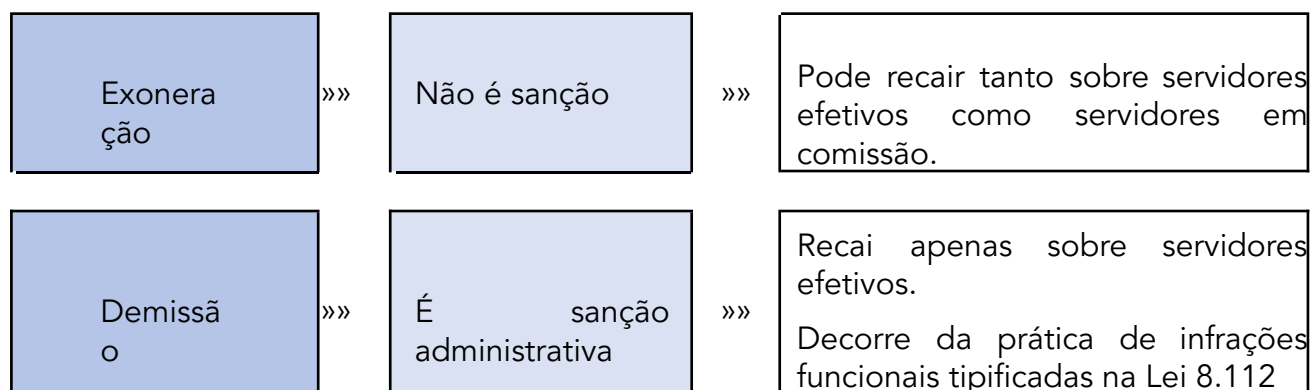 Exonera
ção
»»
Não é sanção
»»
Pode recair tanto sobre servidores
efetivos como servidores em
comissão.
Demissã
o
»»
É sanção
administrativa
»»
Recai apenas sobre servidores
efetivos.
Decorre da prática de infrações
funcionais tipificadas na Lei 8.112